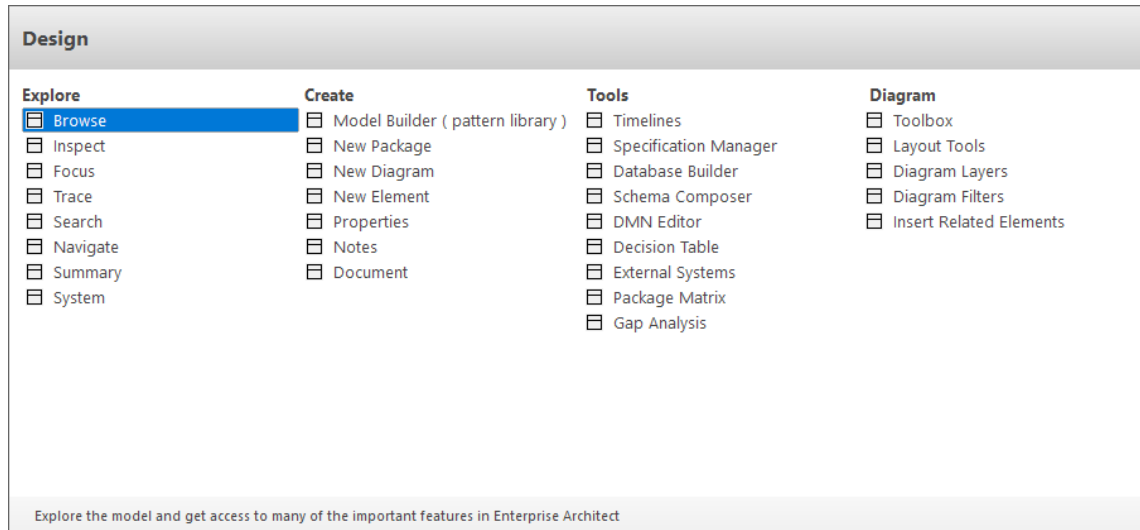 Design
Explore
Browse
Inspect
Focus
Trace
Search
Navigate
Summary
System
Create
Model Builder ( pattern library )
New Package
New Diagram
New Element
Properties
Notes
Document
Tools
Timelines
Specification Manager
Database Builder
Schema Composer
DMN Editor
Decision Table
External Systems
Package Matrix
Gap Analysis
Diagram
Toolbox
Layout Tools
Diagram Layers
Diagram Filters
Insert Related Elements
Explore the model and get access to many of the important features in Enterprise Architect